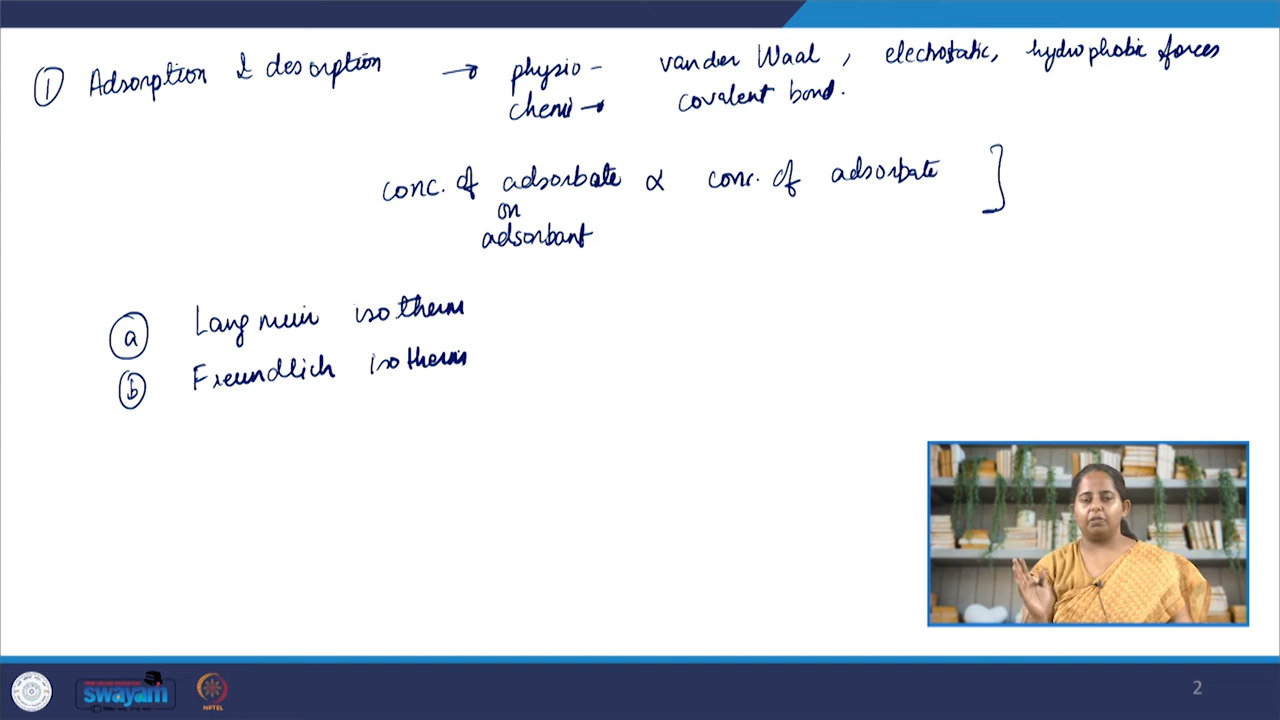 ① Adsorption & desorption → physio - van der Waal, electrostatic, hydrophobic forces
chemi → covalent bond.
conc. of adsorbate ∝ conc. of adsorbate ]
on
adsorbant
ⓐ Langmuir isotherm
ⓑ Freundlich isotherm
swayam
NPTEL
2